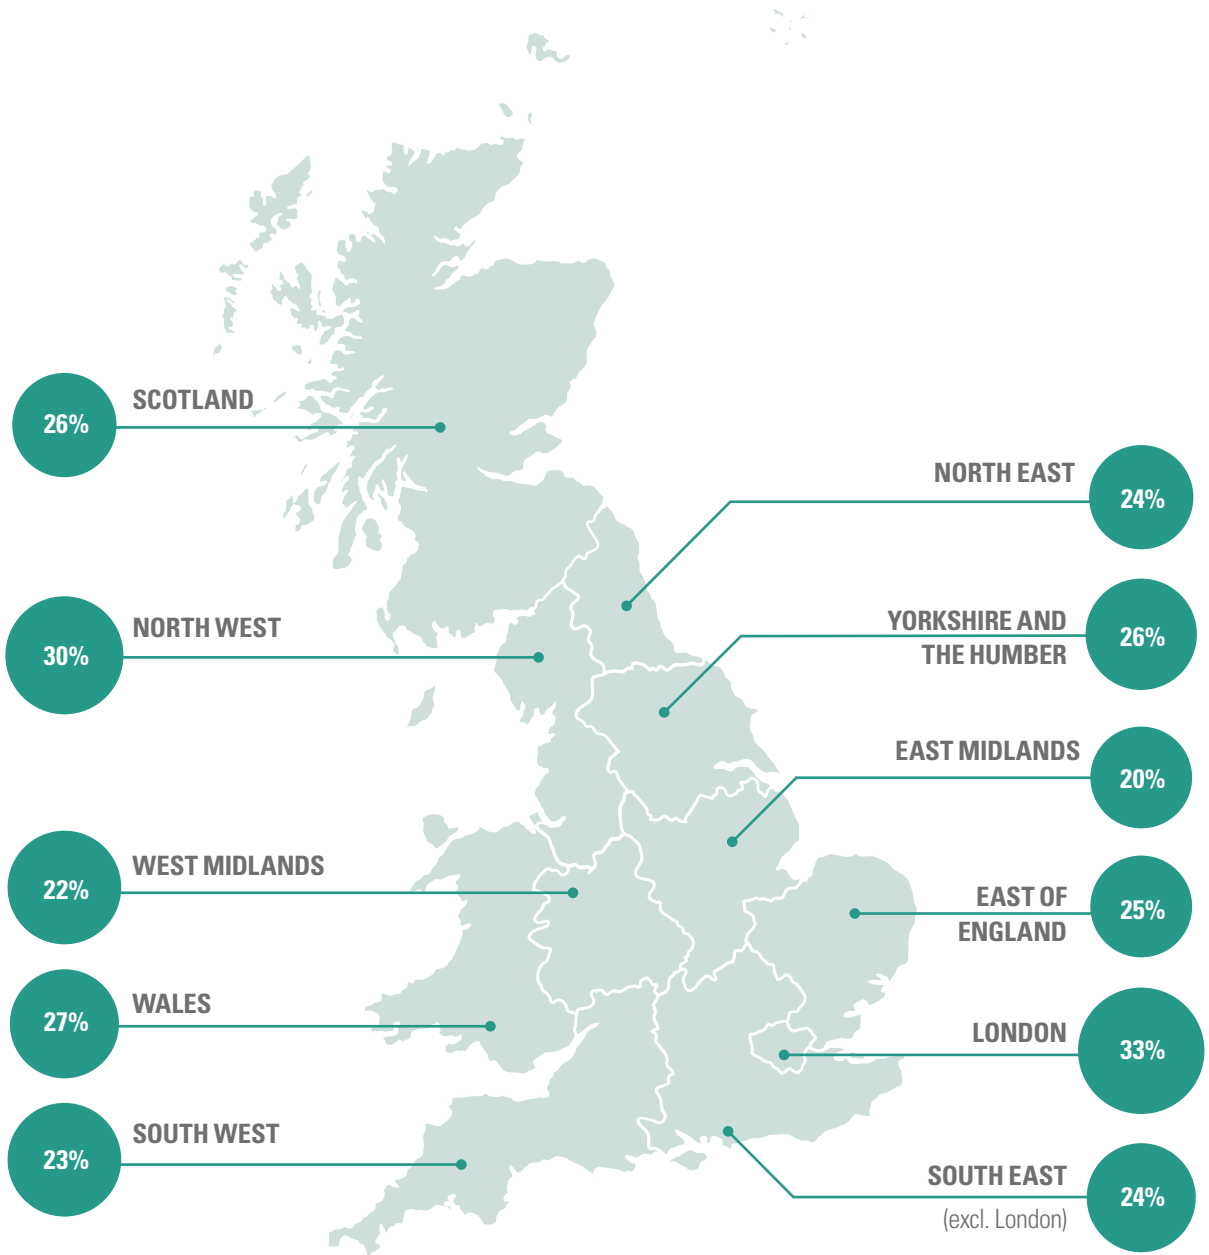 SCOTLAND
26%
NORTH EAST
24%
NORTH WEST
30%
YORKSHIRE AND
THE HUMBER
26%
EAST MIDLANDS
20%
WEST MIDLANDS
22%
EAST OF
ENGLAND
25%
WALES
27%
LONDON
33%
SOUTH WEST
23%
SOUTH EAST
(excl. London)
24%